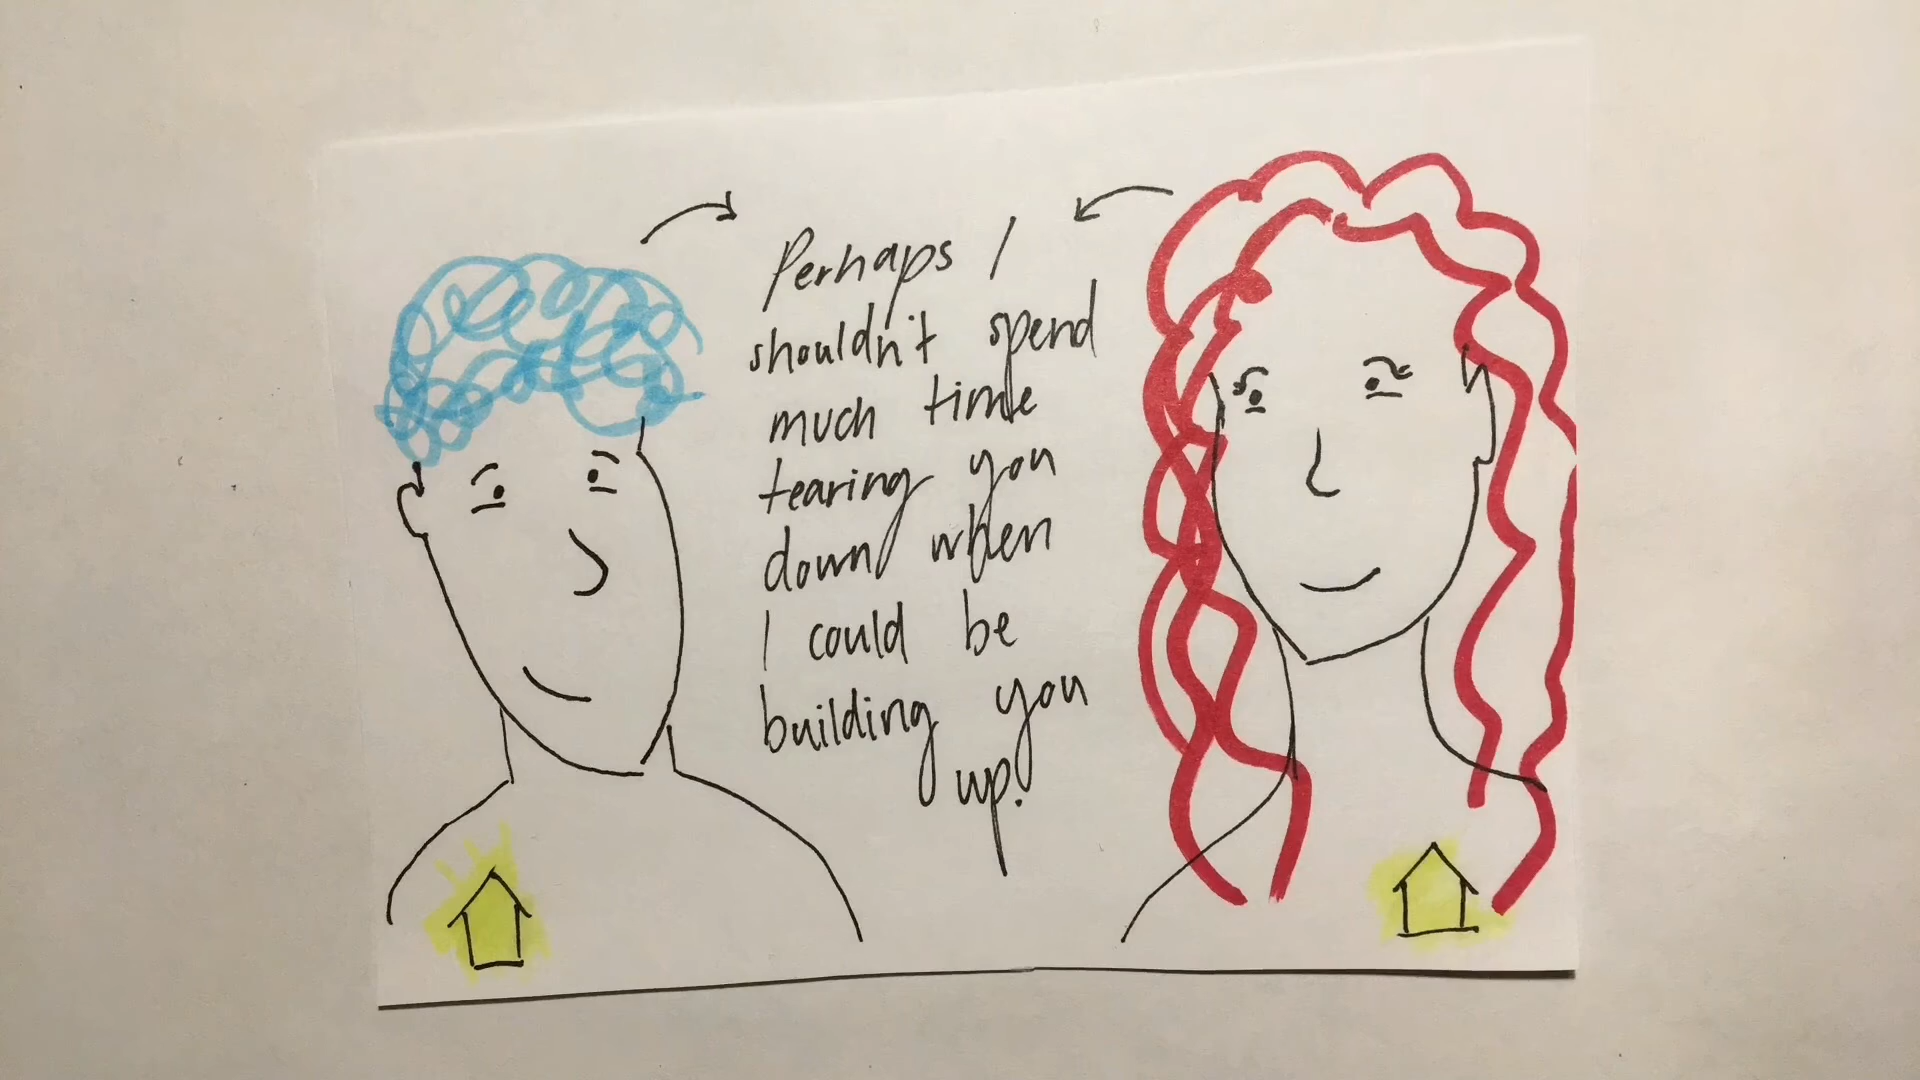 Perhaps I
shouldn't spend
much time
tearing you
down when
I could be
building you
up.